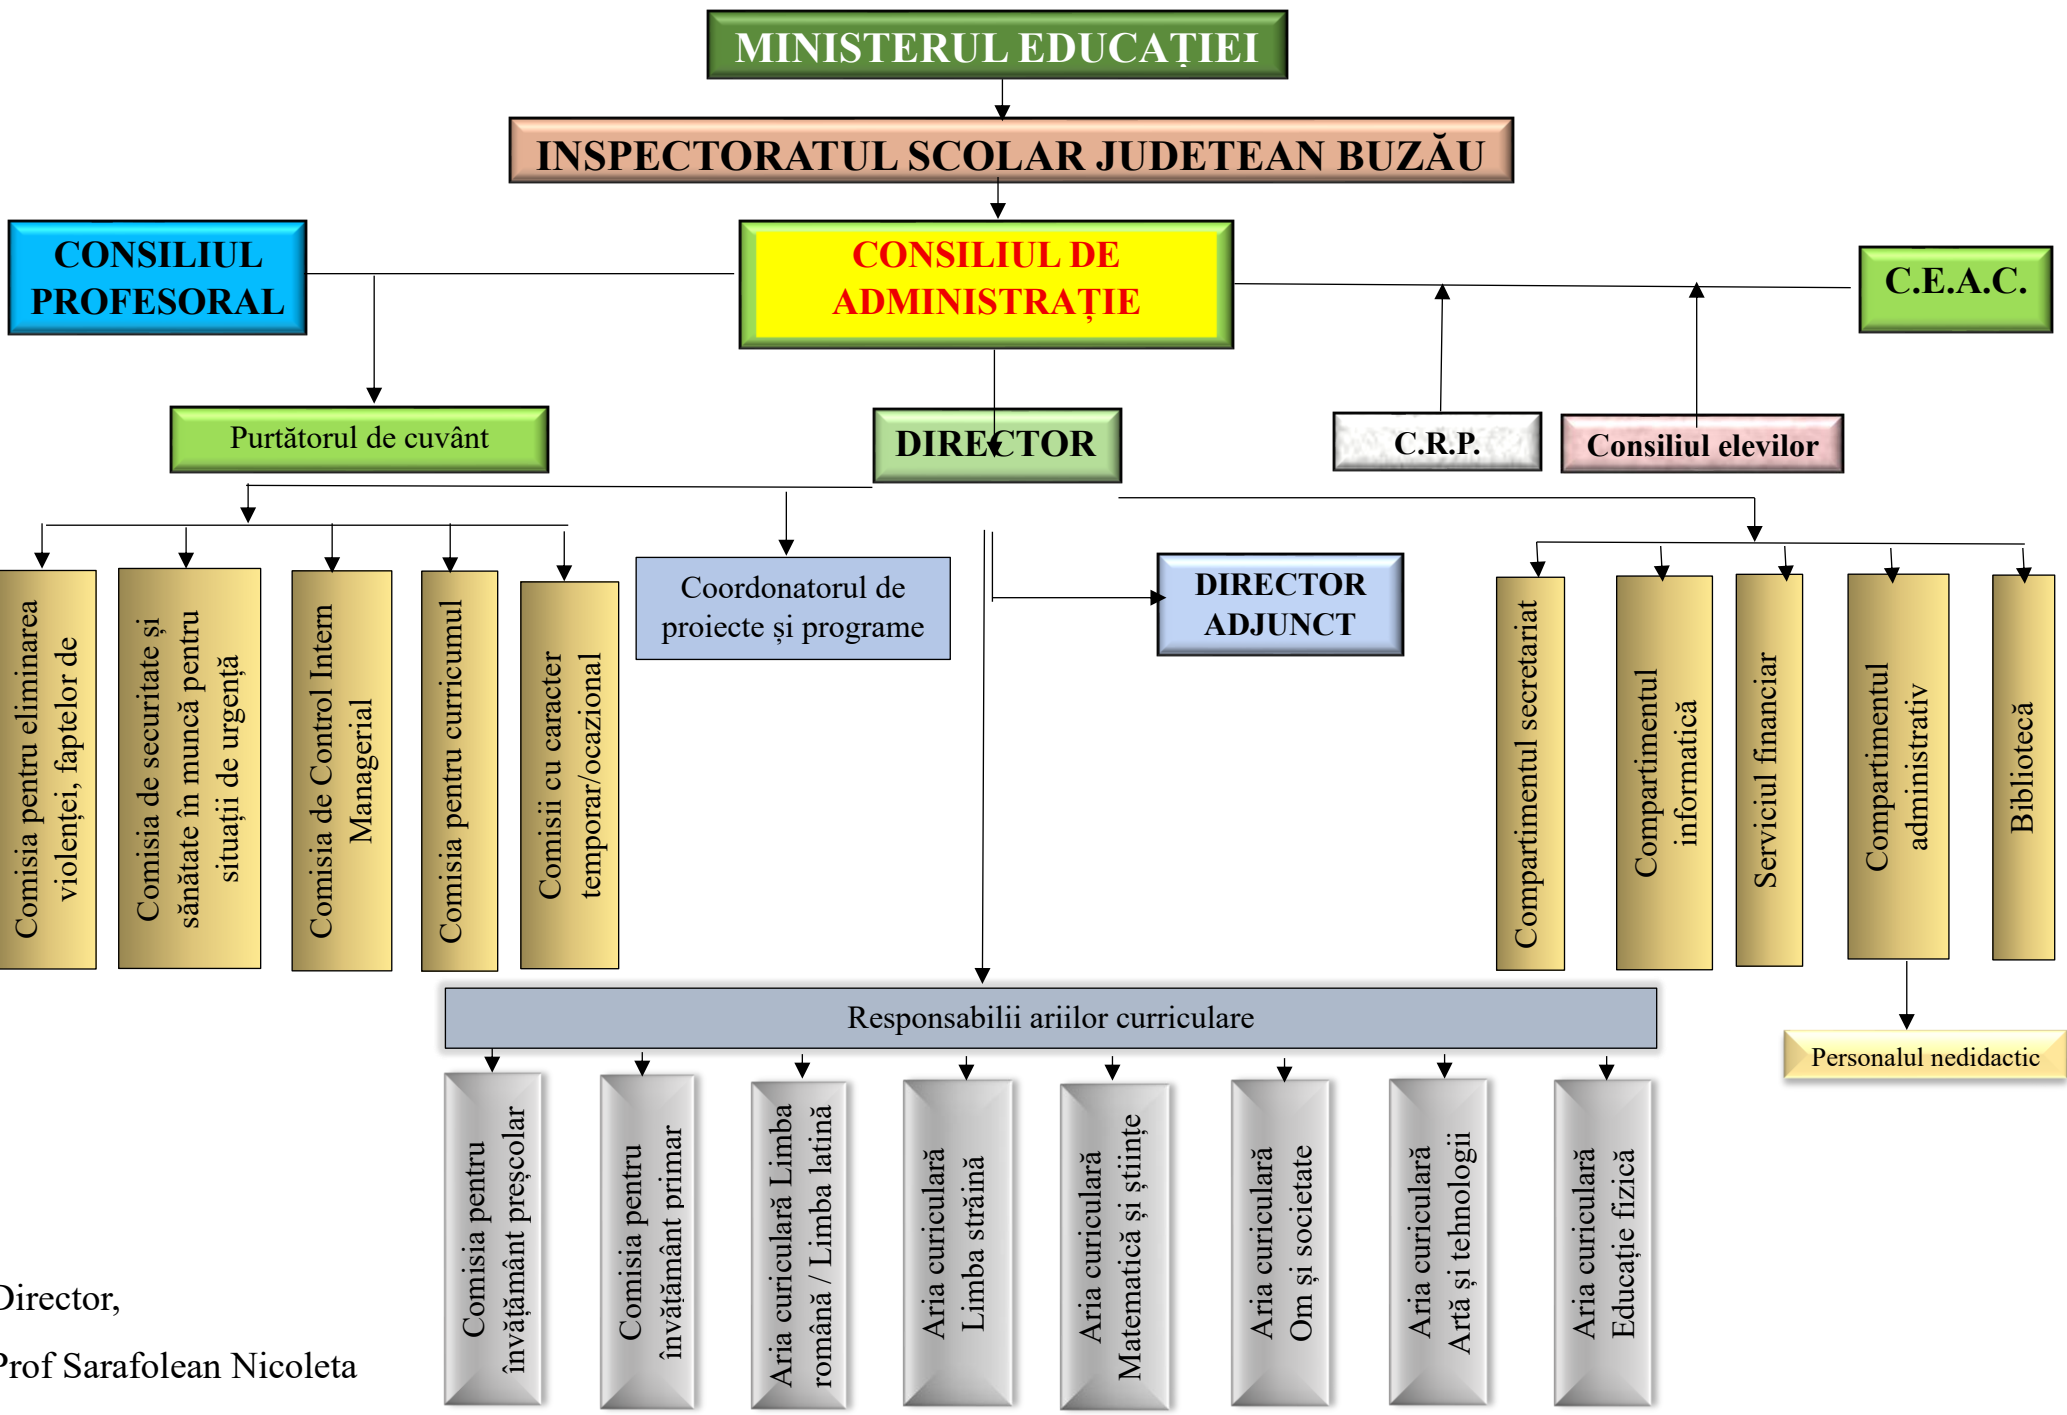 MINISTERUL EDUCAȚIEI
INSPECTORATUL SCOLAR JUDETEAN BUZĂU
CONSILIUL
PROFESORAL
CONSILIUL DE
ADMINISTRAȚIE
C.E.A.C.
Purtătorul de cuvânt
DIRECTOR
C.R.P.
Consiliul elevilor
Comisia pentru eliminarea
violenței, faptelor de
Comisia de securitate și
sănătate în muncă pentru
situații de urgență
Comisia de Control Intern
Managerial
Comisia pentru curricumul
Comisii cu caracter
temporar/ocazional
Coordonatorul de
proiecte și programe
DIRECTOR
ADJUNCT
Compartimentul secretariat
Compartimentul
informatică
Serviciul financiar
Compartimentul
administrativ
Bibliotecă
Responsabilii ariilor curriculare
Personalul nedidactic
Comisia pentru
învățământ preșcolar
Comisia pentru
învățământ primar
Aria curiculară Limba
română / Limba latină
Aria curiculară
Limba străină
Aria curiculară
Matematică și științe
Aria curiculară
Om și societate
Aria curiculară
Artă și tehnologii
Aria curiculară
Educație fizică
Director,
Prof Sarafolean Nicoleta